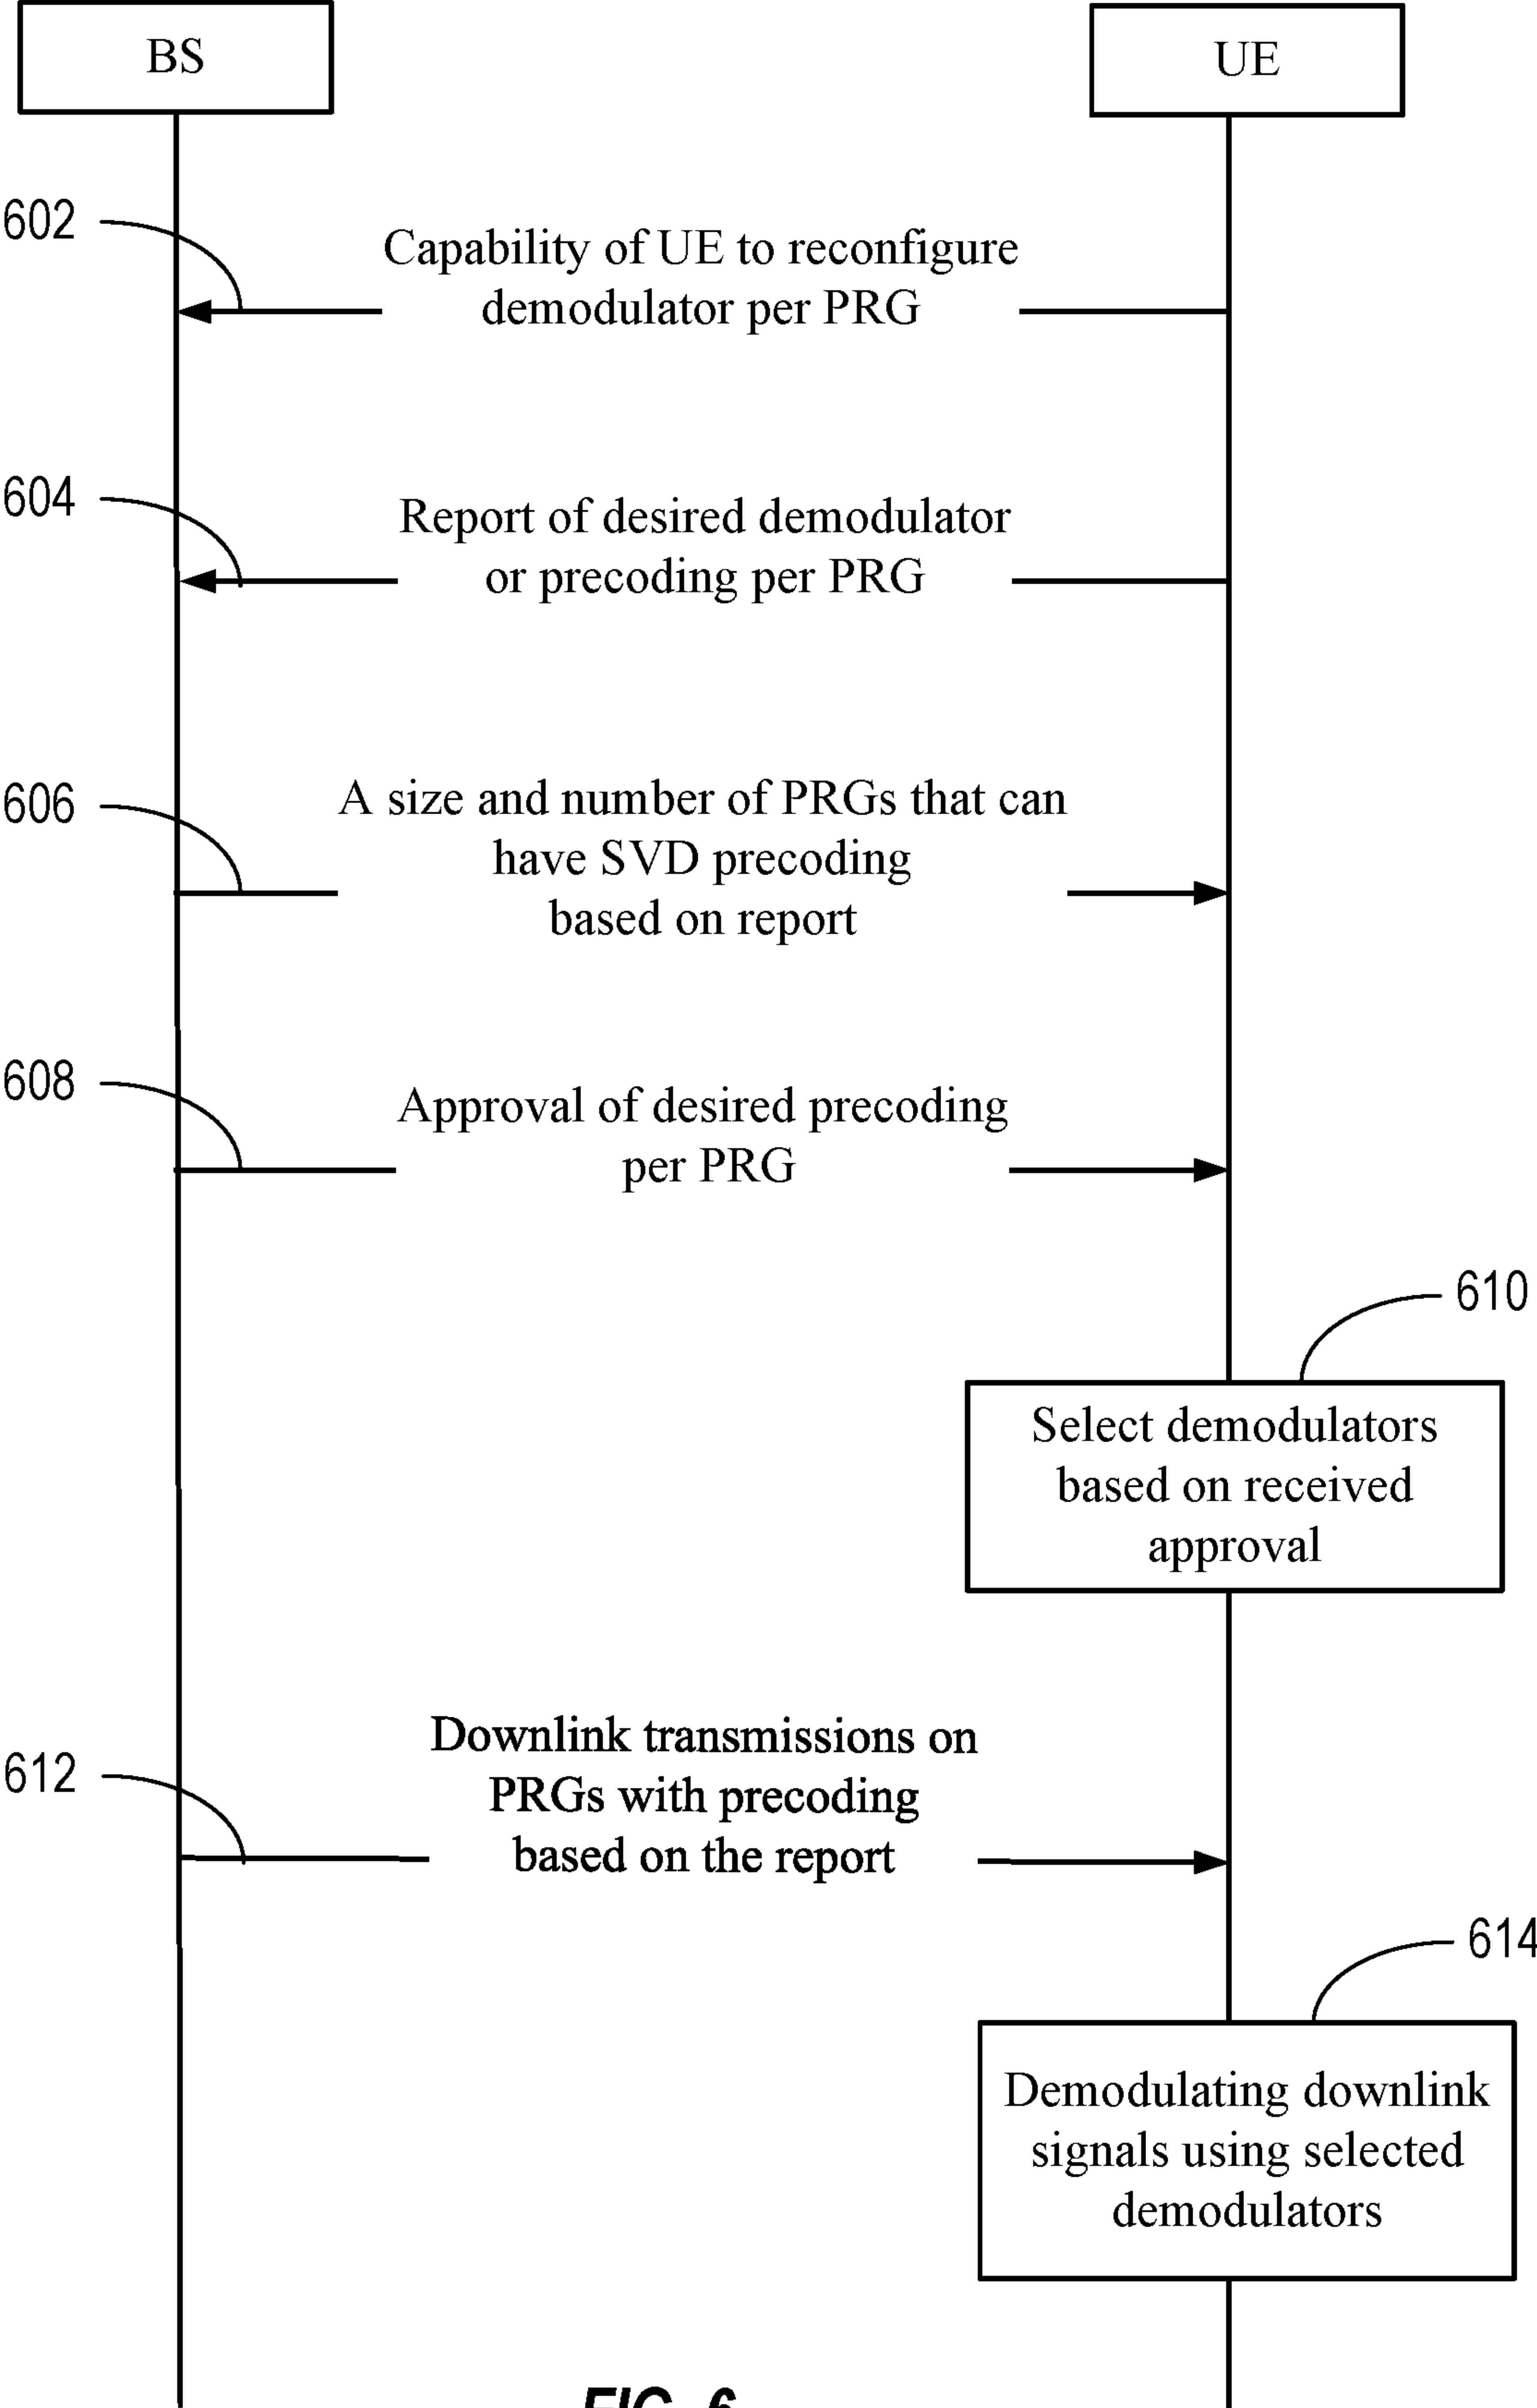 BS
UE
602
Capability of UE to reconfigure
demodulator per PRG
604
Report of desired demodulator
or precoding per PRG
606
A size and number of PRGs that can
have SVD precoding
based on report
608
Approval of desired precoding
per PRG
610
Select demodulators
based on received
approval
612
Downlink transmissions on
PRGs with precoding
based on the report
614
Demodulating downlink
signals using selected
demodulators
FIG. 6